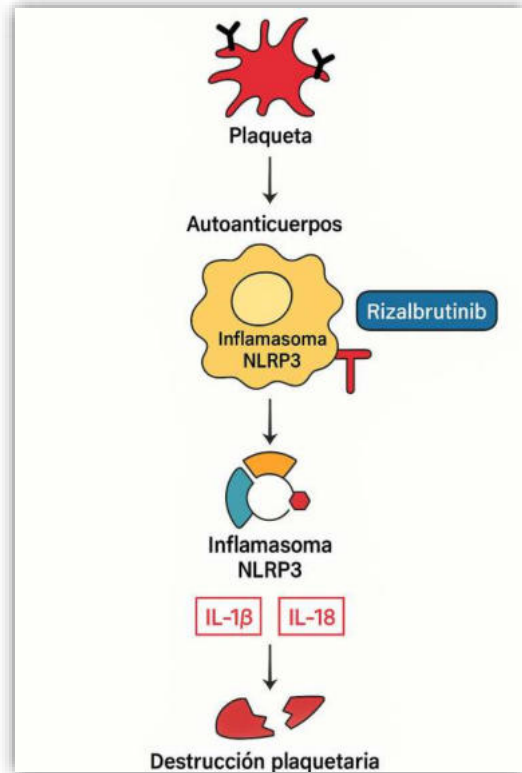 Plaqueta
Autoanticuerpos
Inflamasoma
NLRP3
Rizalbrutinib
Inflamasoma
NLRP3
IL-1β IL-18
Destrucción plaquetaria